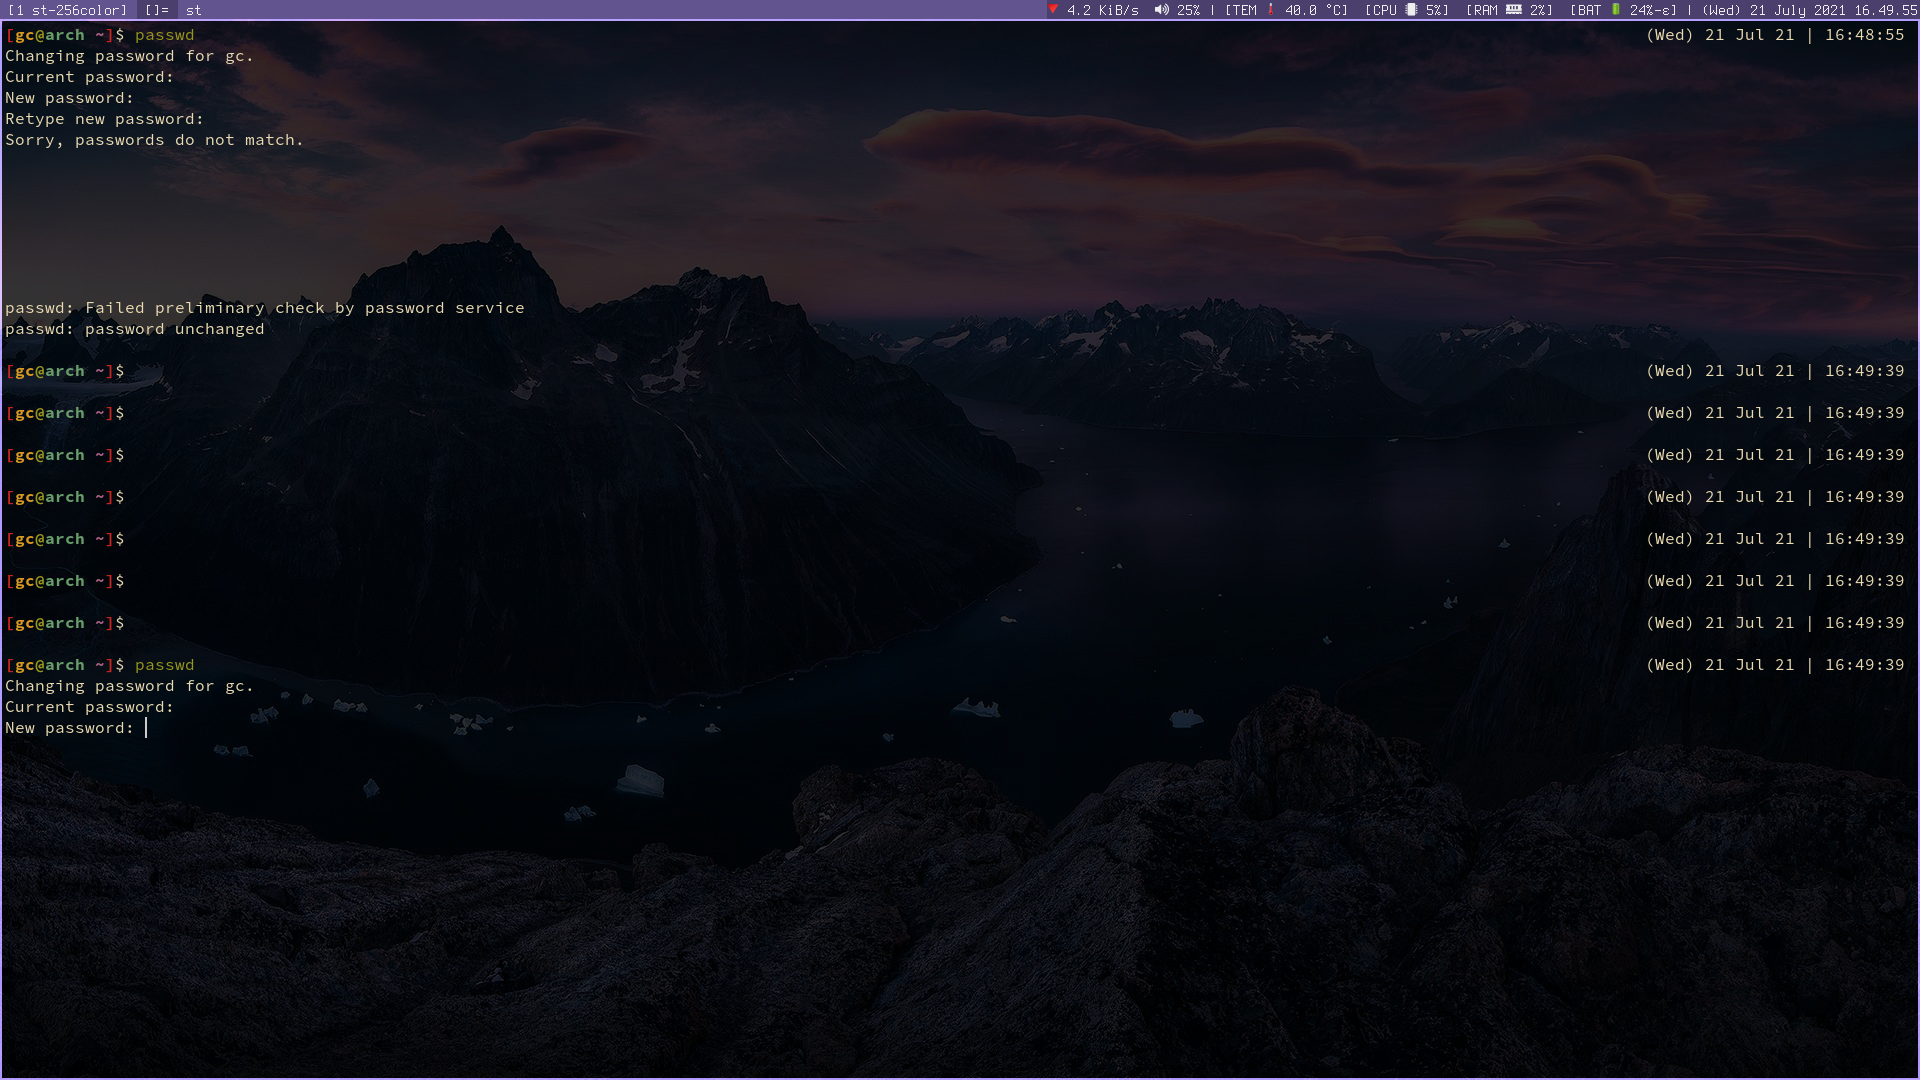 [1 st-256color] []= st 4.2 KiB/s 25% | [TEM 40.0 °C] [CPU 5%] [RAM 2%] [BAT 24%-ε] | (Wed) 21 July 2021 16.49.55
[gc@arch ~]$ passwd (Wed) 21 Jul 21 | 16:48:55
Changing password for gc.
Current password:
New password:
Retype new password:
Sorry, passwords do not match.
passwd: Failed preliminary check by password service
passwd: password unchanged
[gc@arch ~]$ (Wed) 21 Jul 21 | 16:49:39
[gc@arch ~]$ (Wed) 21 Jul 21 | 16:49:39
[gc@arch ~]$ (Wed) 21 Jul 21 | 16:49:39
[gc@arch ~]$ (Wed) 21 Jul 21 | 16:49:39
[gc@arch ~]$ (Wed) 21 Jul 21 | 16:49:39
[gc@arch ~]$ (Wed) 21 Jul 21 | 16:49:39
[gc@arch ~]$ (Wed) 21 Jul 21 | 16:49:39
[gc@arch ~]$ passwd (Wed) 21 Jul 21 | 16:49:39
Changing password for gc.
Current password:
New password: